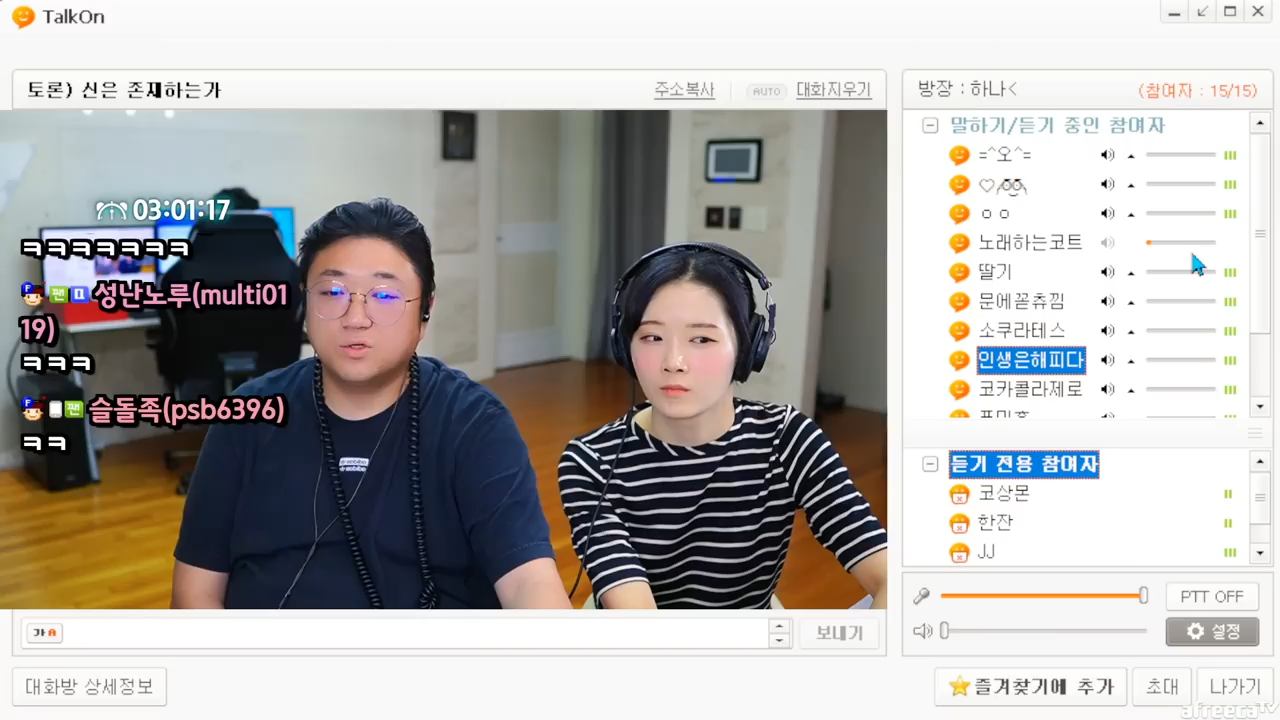 TalkOn
토론) 신은 존재하는가
주소복사
AUTO
대화지우기
03:01:17
ㅋㅋㅋㅋㅋㅋㅋ
F 팬 성난노루(multi01
19)
ㅋㅋㅋ
F 팬 슬돌족(psb6396)
ㅋㅋ
방장 : 하나<
(참여자 : 15/15)
말하기/듣기 중인 참여자
=^오^=
ㅇㅇ
노래하는코트
딸기
문에꼳츄낌
소쿠라테스
인생은해피다
코카콜라제로
듣기 전용 참여자
코상몬
한잔
JJ
PTT OFF
설정
가A
보내기
대화방 상세정보
즐겨찾기에 추가
초대
나가기
afreecaTV